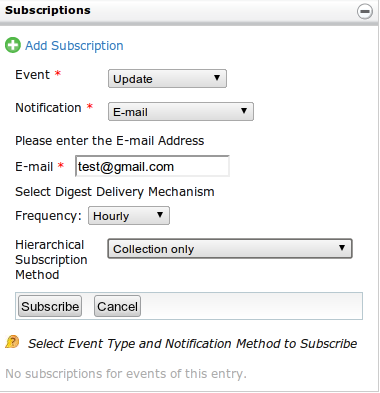 Subscriptions
Add Subscription
Event * Update
Notification * E-mail
Please enter the E-mail Address
E-mail * test@gmail.com
Select Digest Delivery Mechanism
Frequency: Hourly
Hierarchical Subscription Method Collection only
Subscribe Cancel
Select Event Type and Notification Method to Subscribe
No subscriptions for events of this entry.